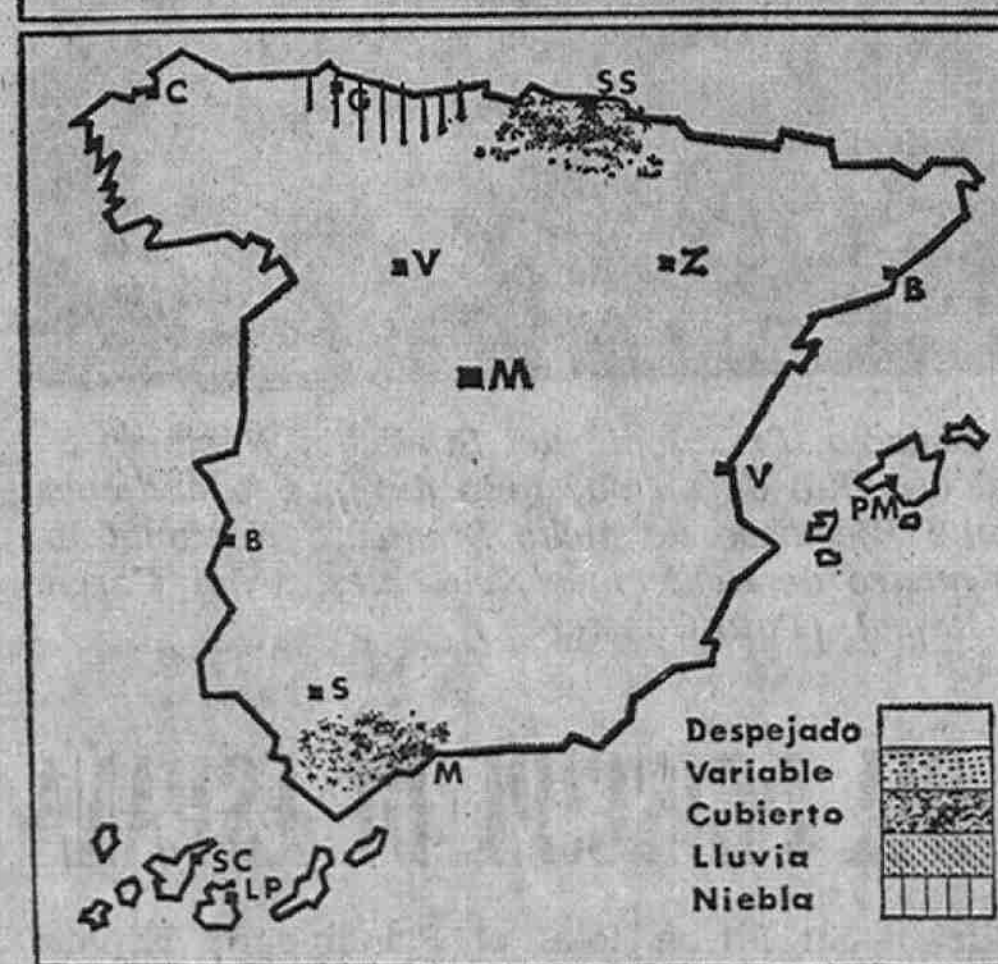 SS
C
G
V
Z
B
M
V
PM
B
S
M
SC
LP
Despejado
Variable
Cubierto
Lluvia
Niebla